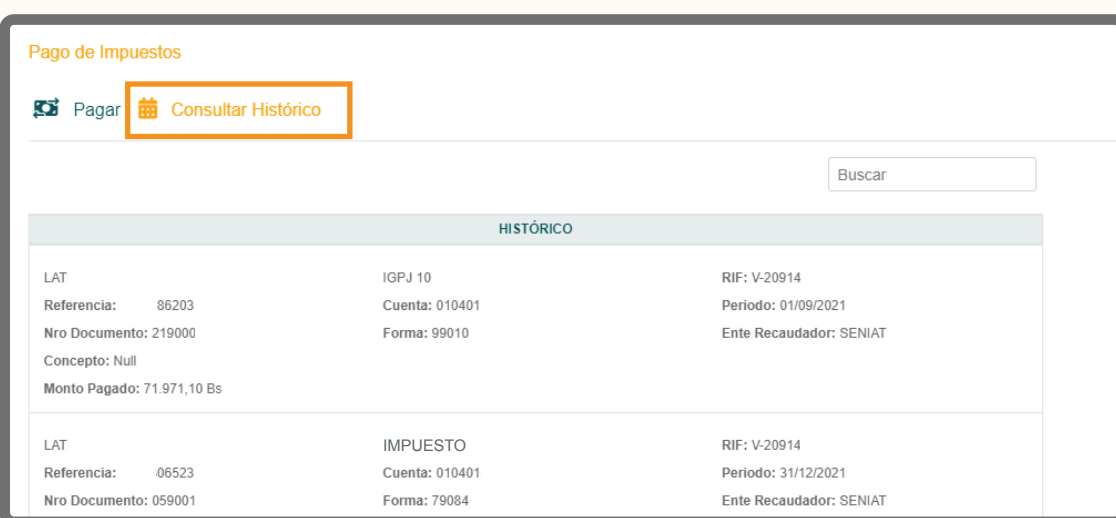 Pago de Impuestos
Pagar Consultar Histórico
Buscar
HISTÓRICO
LAT IGPJ 10 RIF: V-20914
Referencia: 86203 Cuenta: 010401 Periodo: 01/09/2021
Nro Documento: 219000 Forma: 99010 Ente Recaudador: SENIAT
Concepto: Null
Monto Pagado: 71.971,10 Bs
LAT IMPUESTO RIF: V-20914
Referencia: 06523 Cuenta: 010401 Periodo: 31/12/2021
Nro Documento: 059001 Forma: 79084 Ente Recaudador: SENIAT